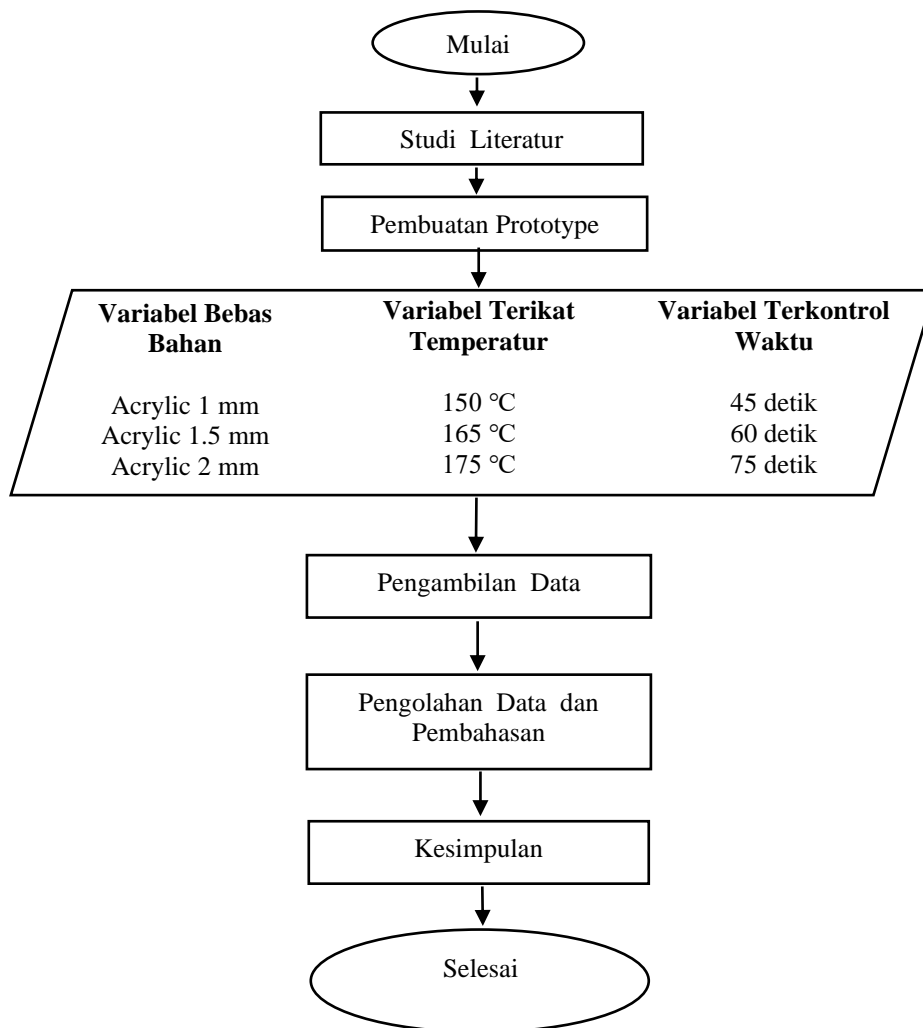 Mulai
Studi Literatur
Pembuatan Prototype
Variabel Bebas
Bahan
Acrylic 1 mm
Acrylic 1.5 mm
Acrylic 2 mm
Variabel Terikat
Temperatur
150 °C
165 °C
175 °C
Variabel Terkontrol
Waktu
45 detik
60 detik
75 detik
Pengambilan Data
Pengolahan Data dan
Pembahasan
Kesimpulan
Selesai